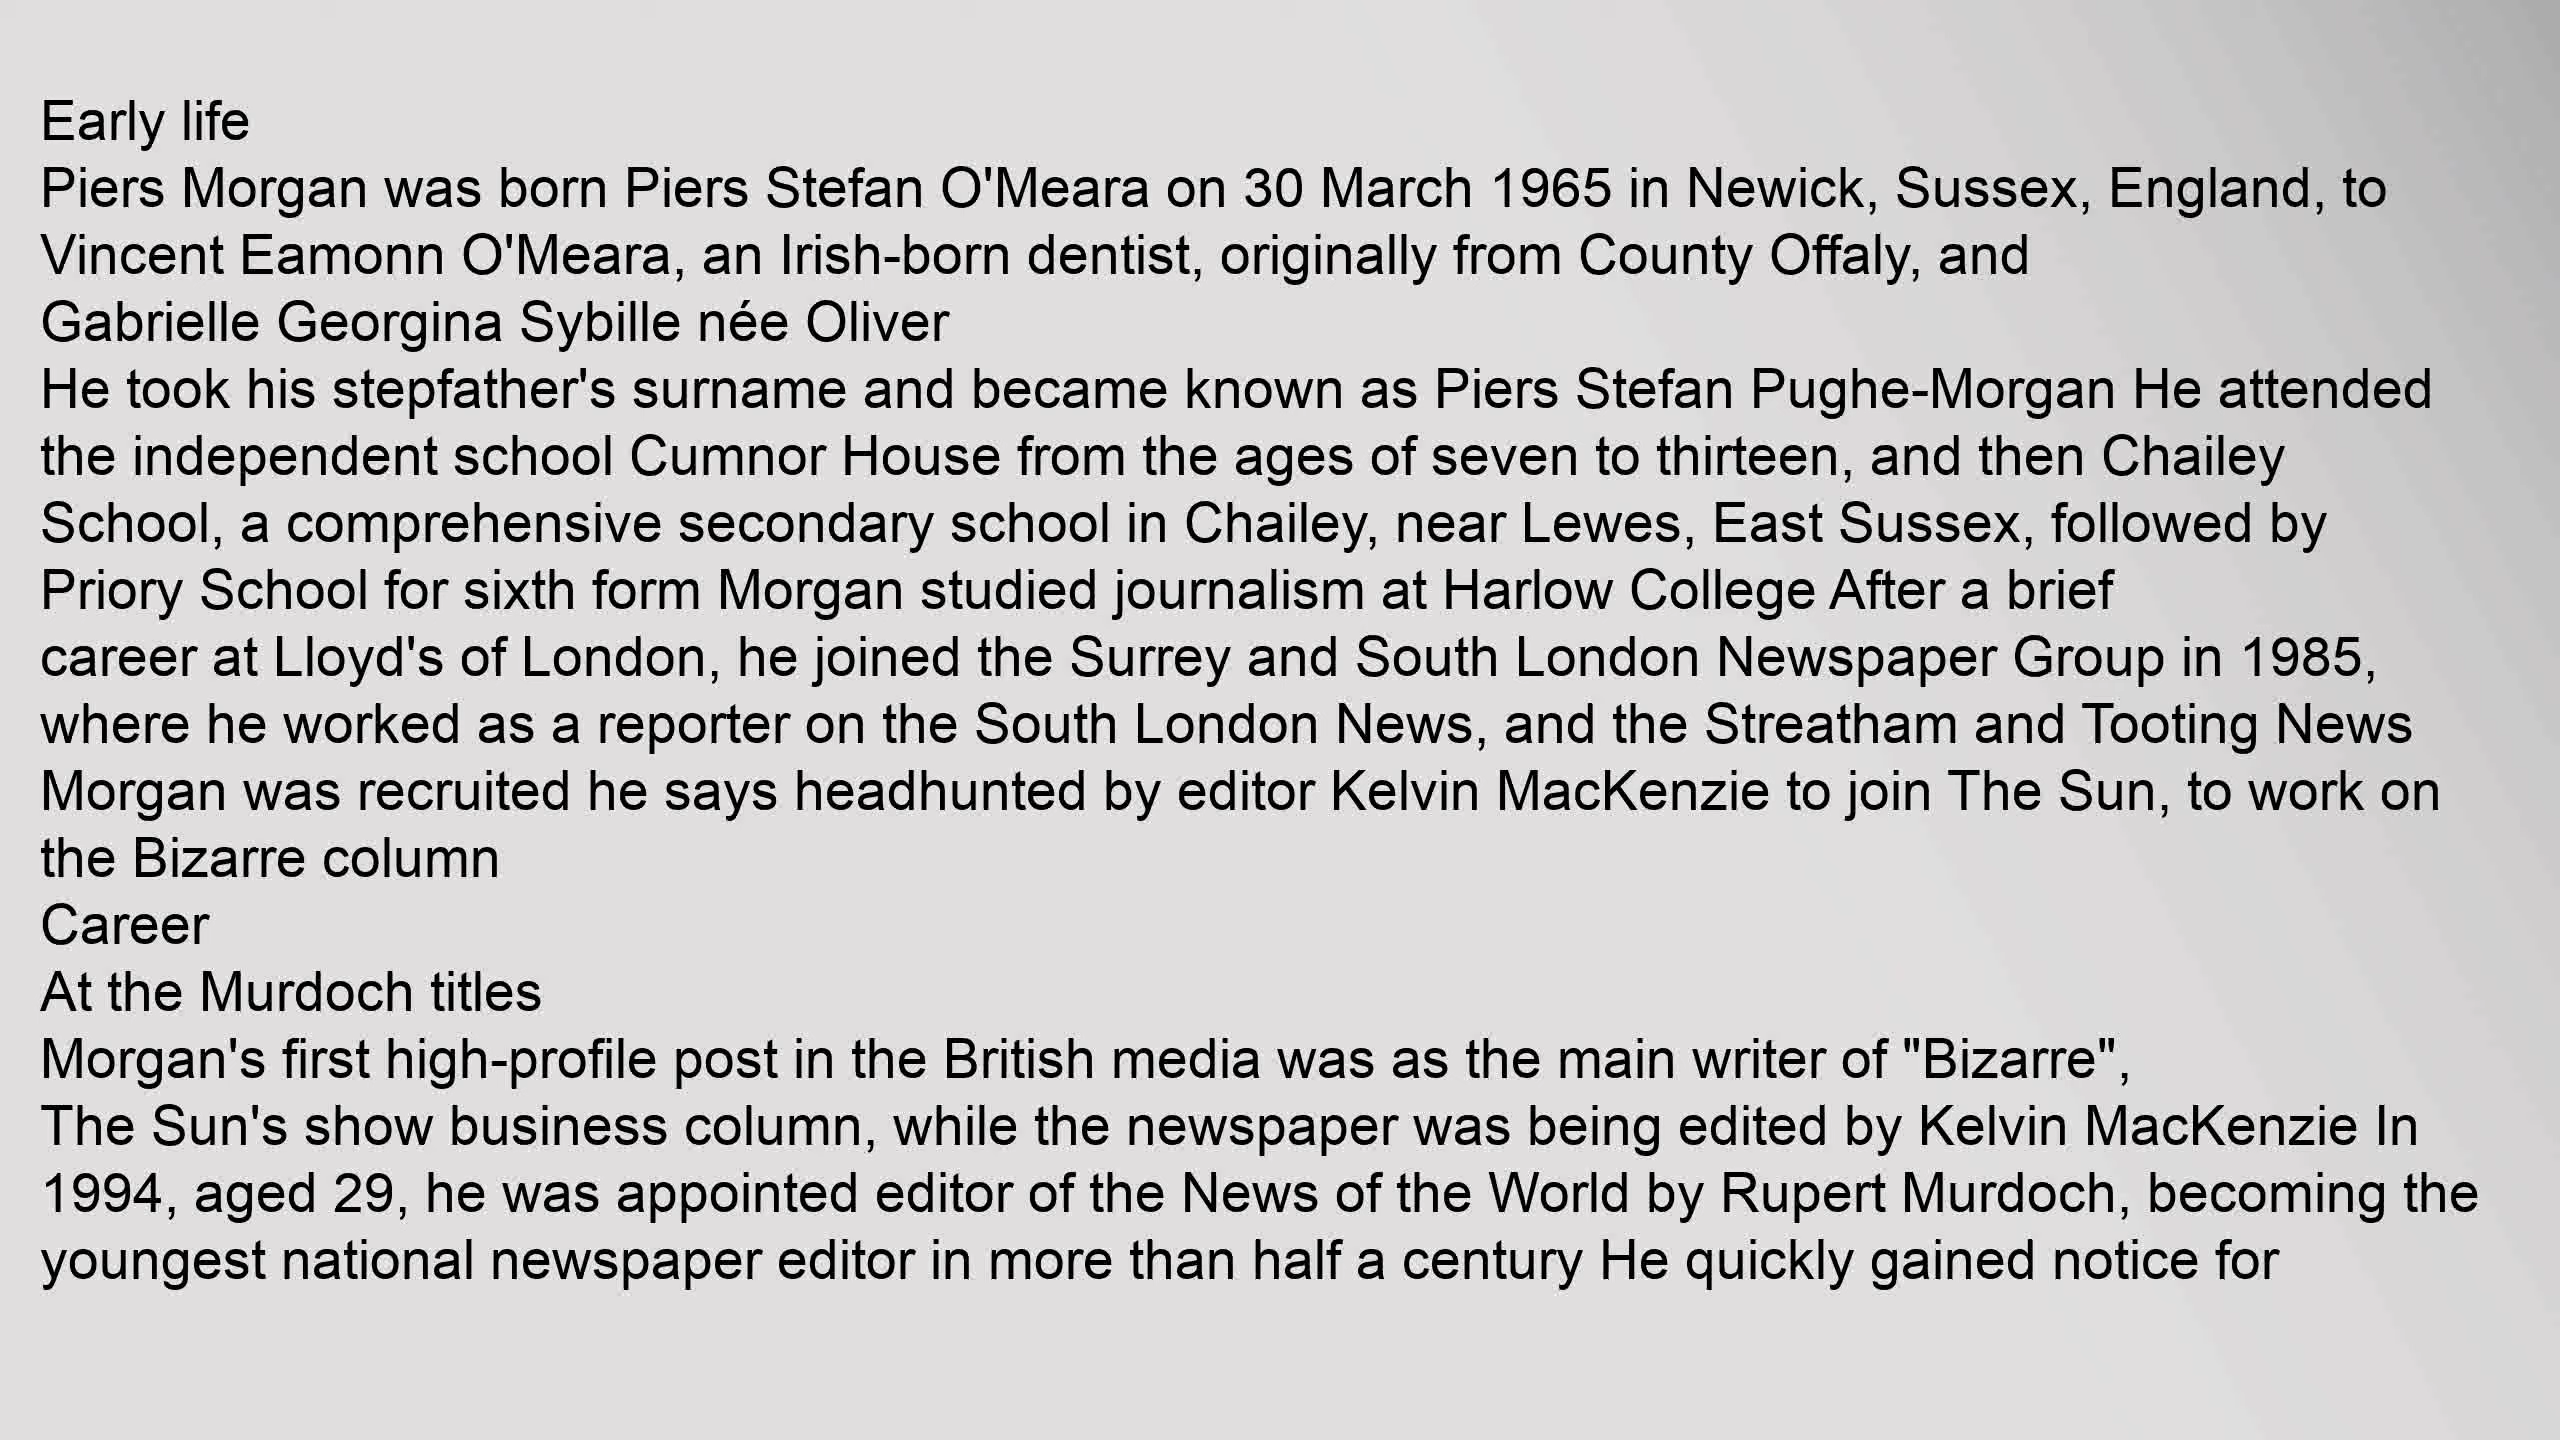 Early life
Piers Morgan was born Piers Stefan O'Meara on 30 March 1965 in Newick, Sussex, England, to
Vincent Eamonn O'Meara, an Irish-born dentist, originally from County Offaly, and
Gabrielle Georgina Sybille née Oliver
He took his stepfather's surname and became known as Piers Stefan Pughe-Morgan He attended
the independent school Cumnor House from the ages of seven to thirteen, and then Chailey
School, a comprehensive secondary school in Chailey, near Lewes, East Sussex, followed by
Priory School for sixth form Morgan studied journalism at Harlow College After a brief
career at Lloyd's of London, he joined the Surrey and South London Newspaper Group in 1985,
where he worked as a reporter on the South London News, and the Streatham and Tooting News
Morgan was recruited he says headhunted by editor Kelvin MacKenzie to join The Sun, to work on
the Bizarre column
Career
At the Murdoch titles
Morgan's first high-profile post in the British media was as the main writer of "Bizarre",
The Sun's show business column, while the newspaper was being edited by Kelvin MacKenzie In
1994, aged 29, he was appointed editor of the News of the World by Rupert Murdoch, becoming the
youngest national newspaper editor in more than half a century He quickly gained notice for